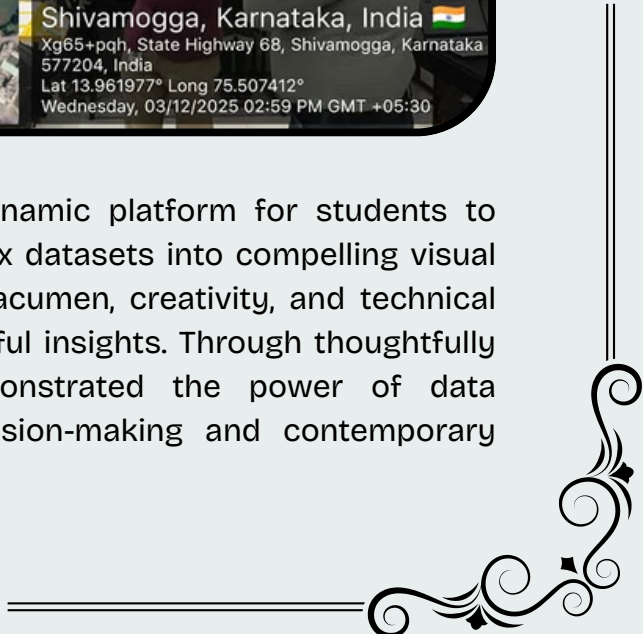 Shivamogga, Karnataka, India 🇮🇳
Xg65+pqh, State Highway 68, Shivamogga, Karnataka
577204, India
Lat 13.961977° Long 75.507412°
Wednesday, 03/12/2025 02:59 PM GMT +05:30
namic platform for students to
x datasets into compelling visual
acumen, creativity, and technical
ful insights. Through thoughtfully
onstrated the power of data
sion-making and contemporary